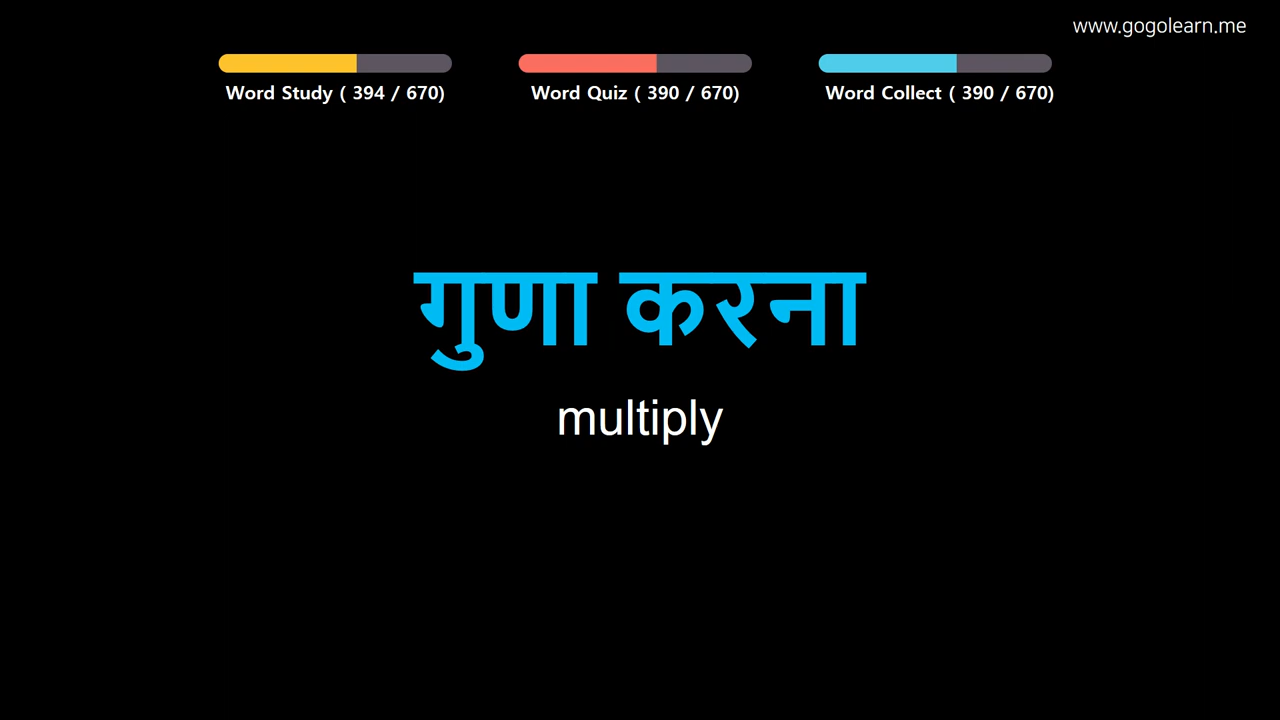 www.gogolearn.me
Word Study ( 394 / 670)
Word Quiz ( 390 / 670)
Word Collect ( 390 / 670)
गुणा करना
multiply